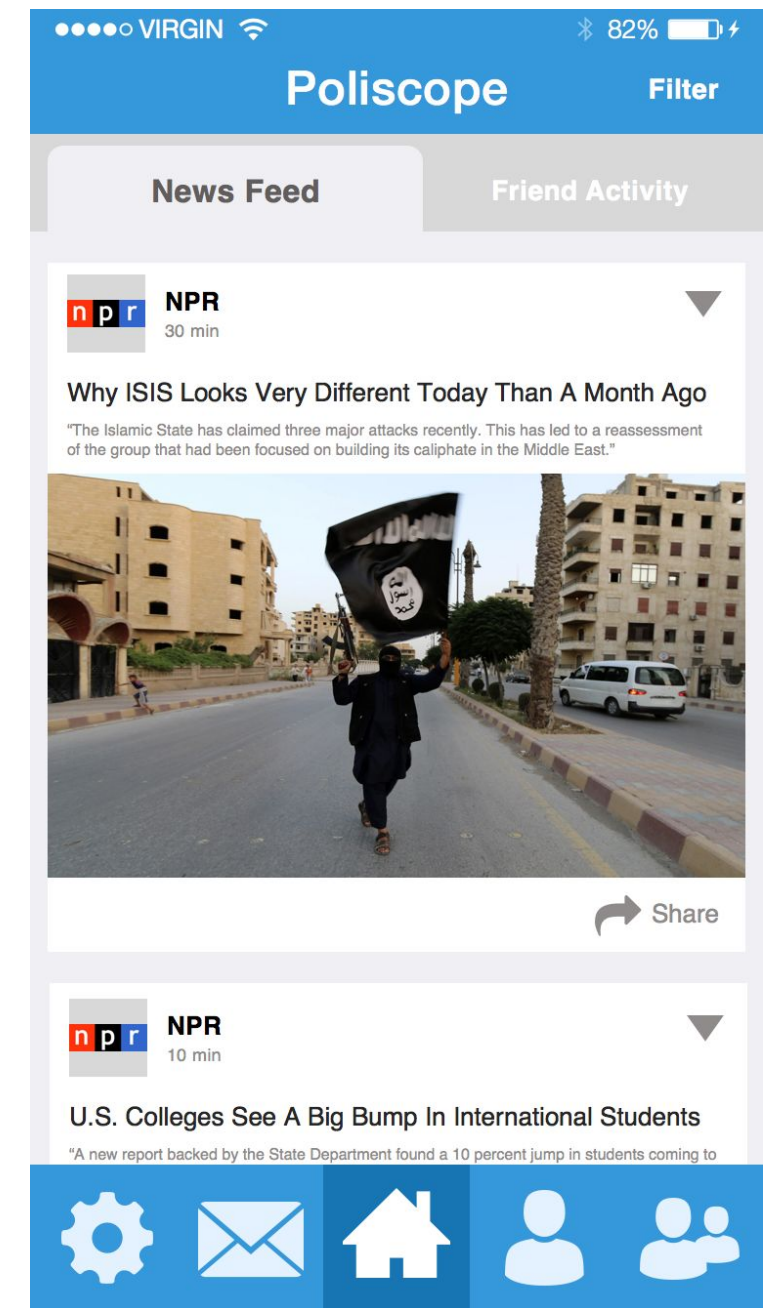 VIRGIN 82%
Poliscope Filter
News Feed Friend Activity
npr NPR
30 min
Why ISIS Looks Very Different Today Than A Month Ago
"The Islamic State has claimed three major attacks recently. This has led to a reassessment
of the group that had been focused on building its caliphate in the Middle East."
الله
رسول
محمد
Share
npr NPR
10 min
U.S. Colleges See A Big Bump In International Students
"A new report backed by the State Department found a 10 percent jump in students coming to